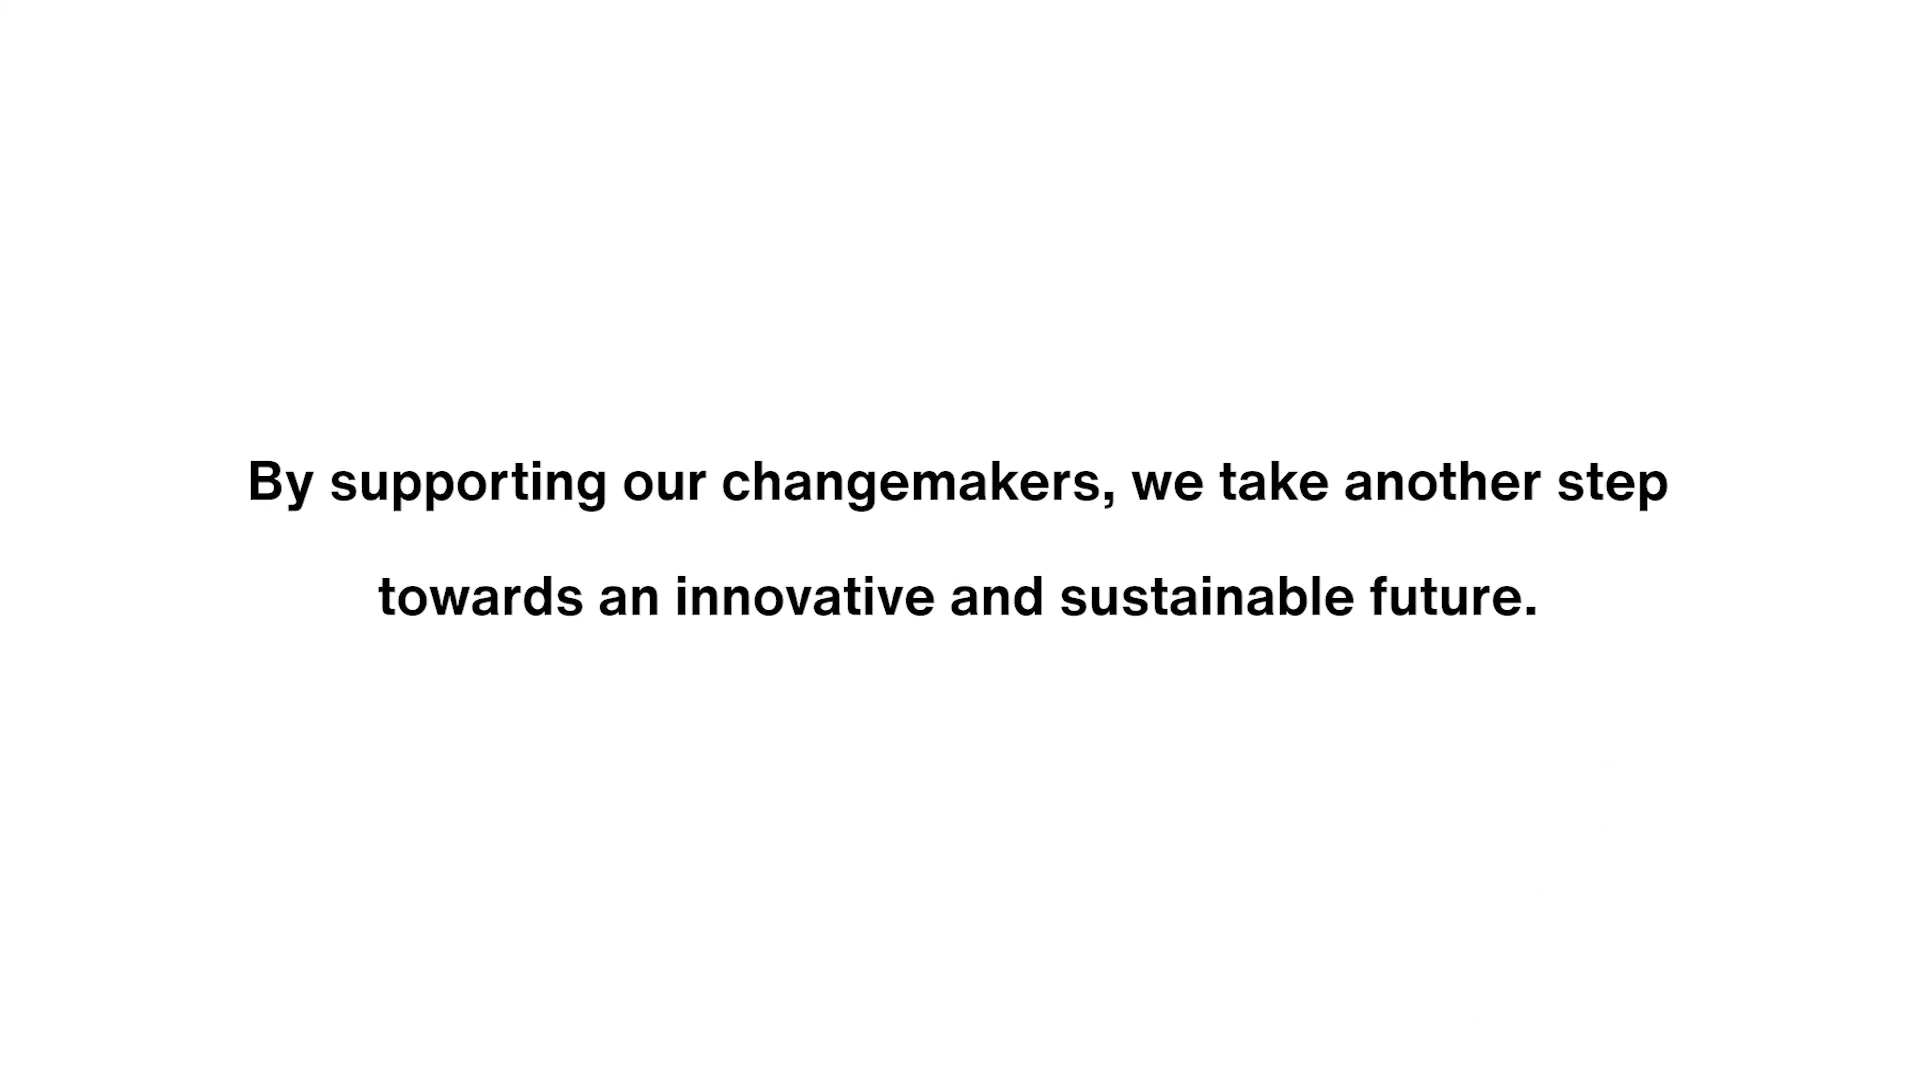 By supporting our changemakers, we take another step
towards an innovative and sustainable future.